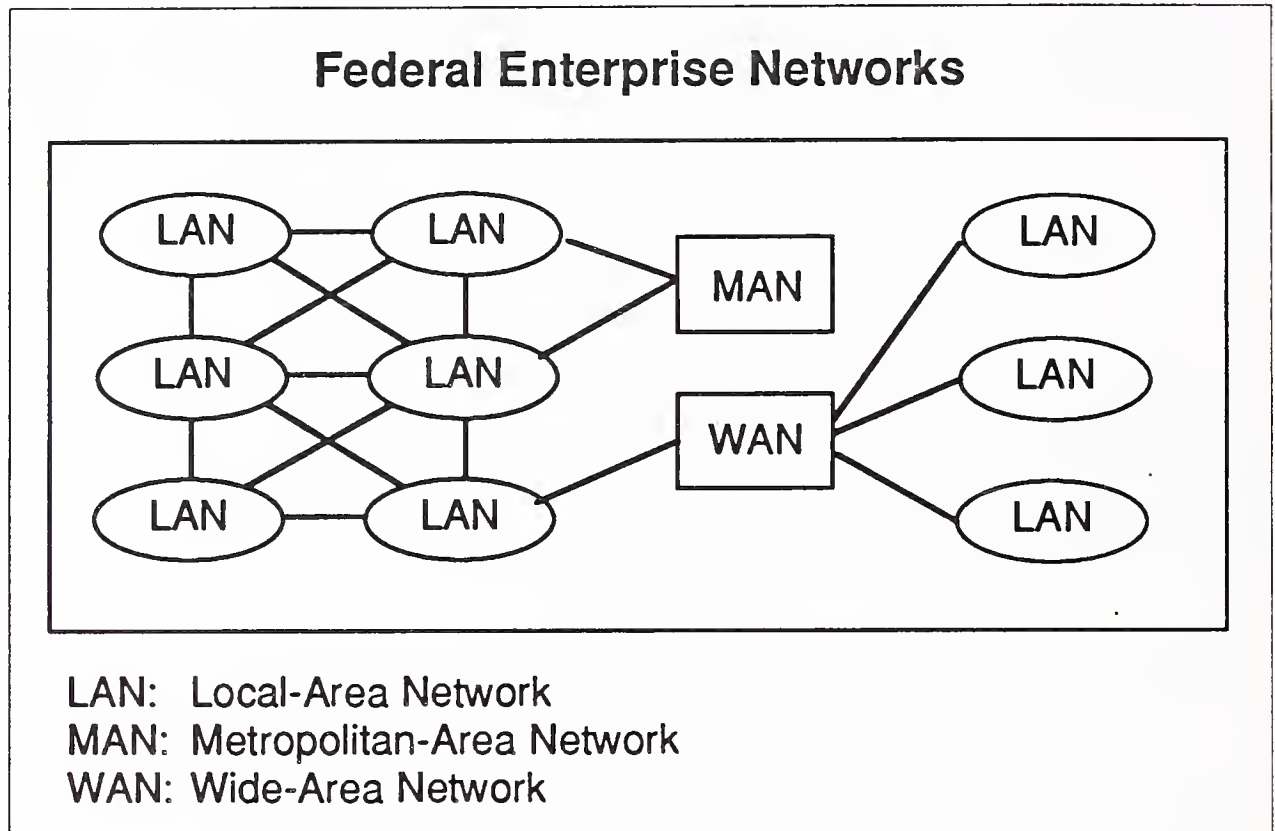 Federal Enterprise Networks
LAN LAN LAN
MAN
LAN LAN LAN
WAN
LAN LAN LAN
LAN: Local-Area Network
MAN: Metropolitan-Area Network
WAN: Wide-Area Network